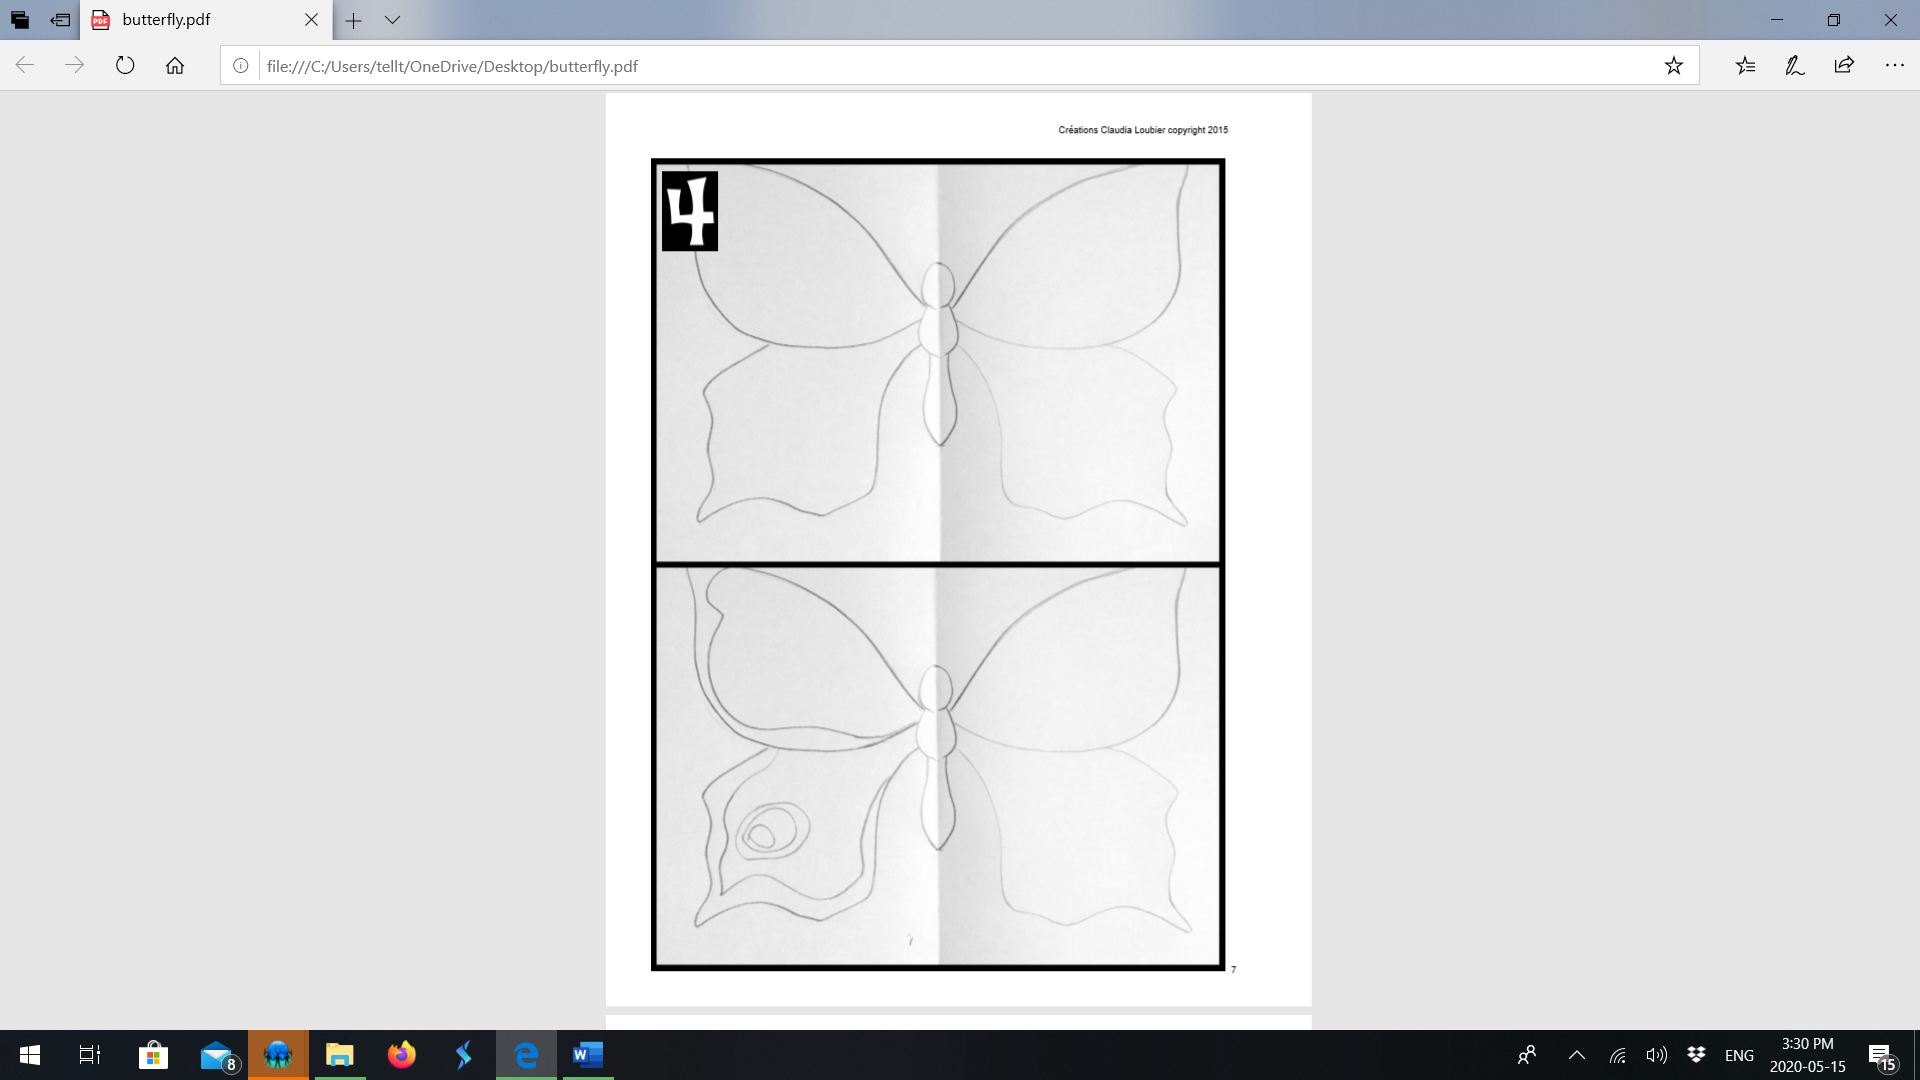 butterfly.pdf
file:///C:/Users/tellt/OneDrive/Desktop/butterfly.pdf
Créations Claudia Loubier copyright 2015
4
7
8
ENG
3:30 PM
2020-05-15
15